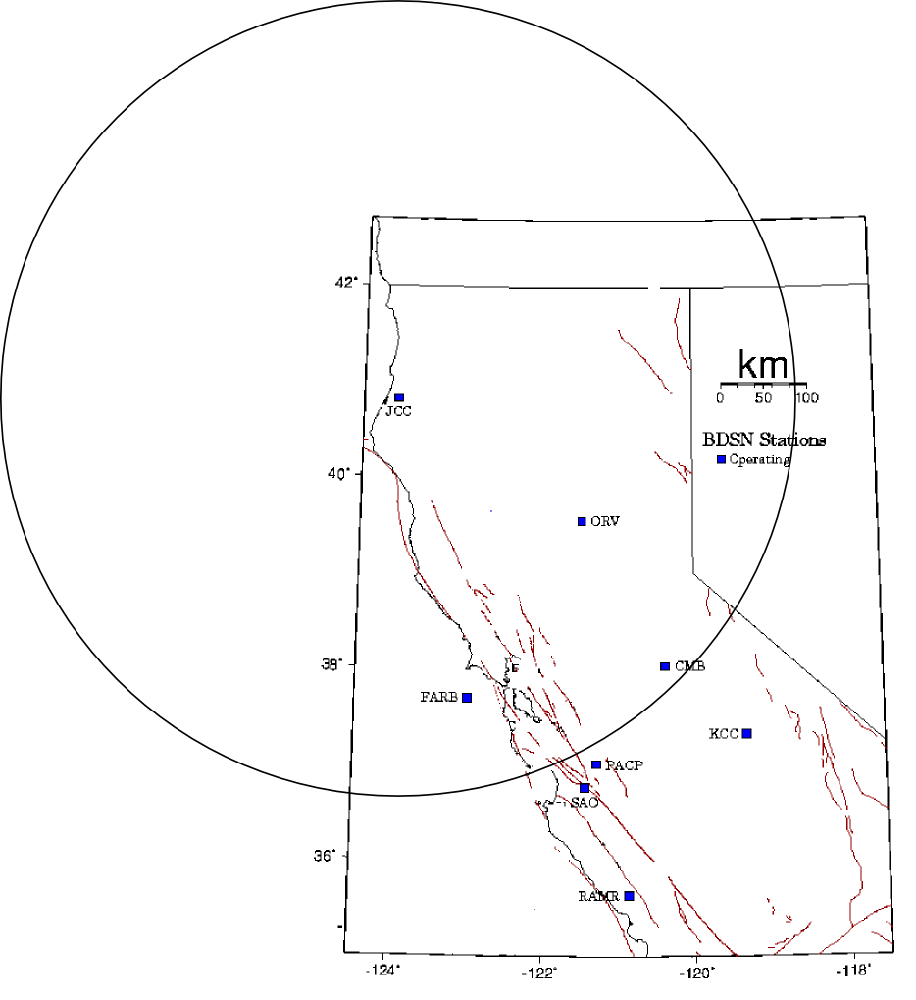 42°
km
0 50 100
JCC
BDSN Stations
Operating
40°
ORV
38°
CMB
FARB
KCC
PACP
SAO
36°
RAMR
-124°
-122°
-120°
-118°